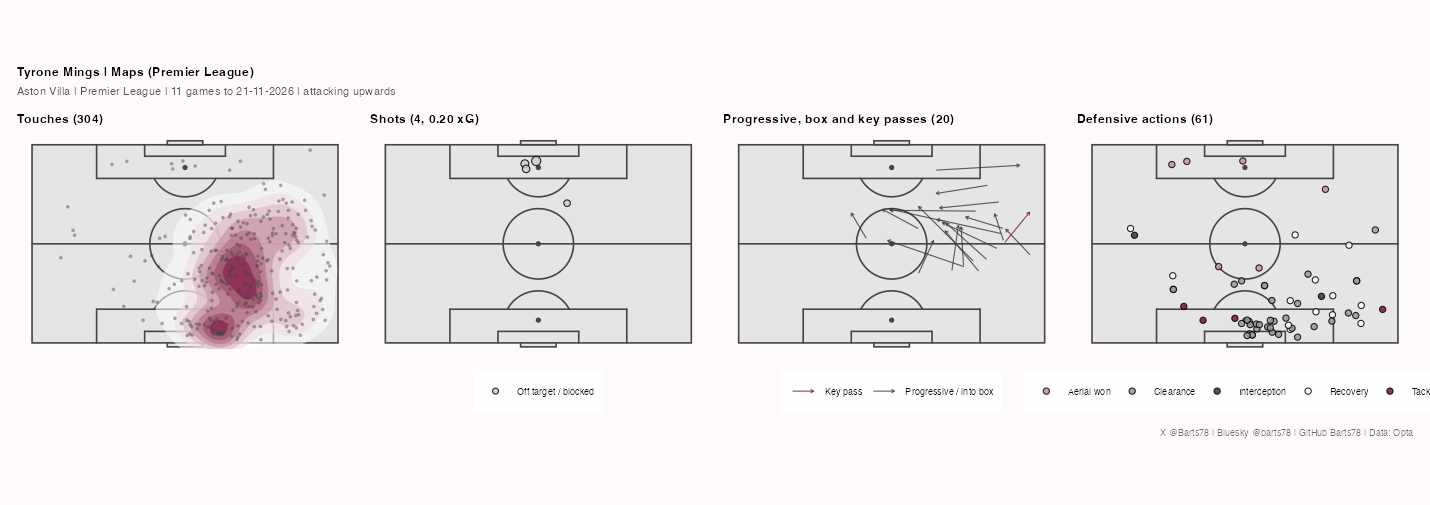 Tyrone Mings | Maps (Premier League)
Aston Villa | Premier League | 11 games to 21-11-2026 | attacking upwards
Touches (304)
Shots (4, 0.20 xG)
Progressive, box and key passes (20)
Defensive actions (61)
Off target / blocked
Key pass
Progressive / into box
Aerial won
Clearance
Interception
Recovery
Tack
X @Barts78 | Bluesky @barts78 | GitHub Barts78 | Data: Opta